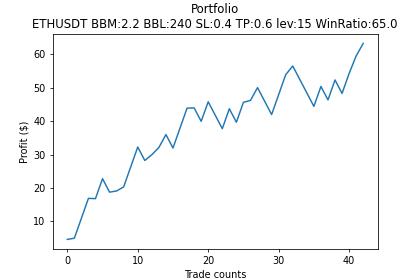 Portfolio
ETHUSDT BBM:2.2 BBL:240 SL:0.4 TP:0.6 lev:15 WinRatio:65.0
60
50
40
30
20
10
Profit ($)
0
10
20
30
40
Trade counts